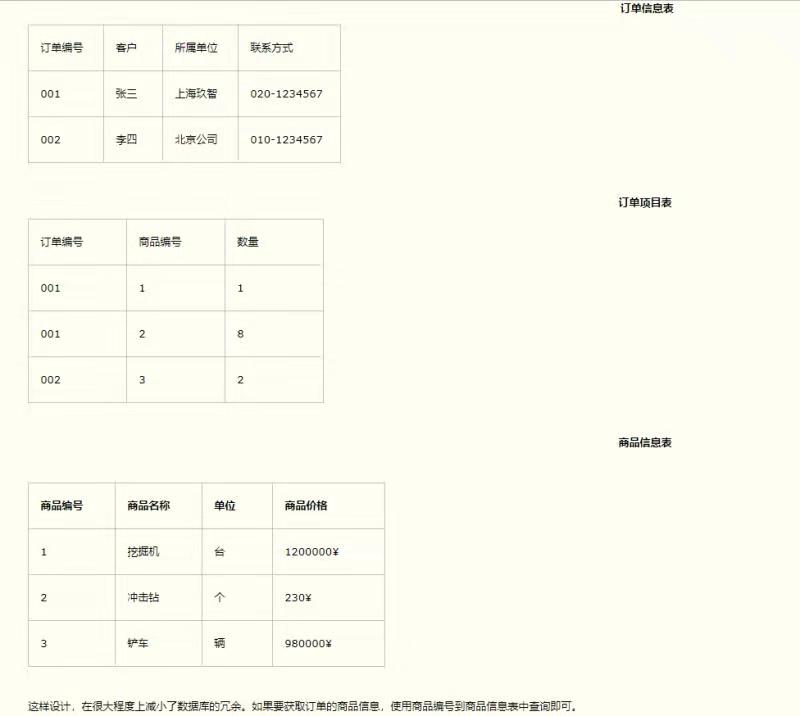 订单信息表
订单编号 客户 所属单位 联系方式
001 张三 上海玖智 020-1234567
002 李四 北京公司 010-1234567
订单项目表
订单编号 商品编号 数量
001 1 1
001 2 8
002 3 2
商品信息表
商品编号 商品名称 单位 商品价格
1 挖掘机 台 1200000¥
2 冲击钻 个 230¥
3 铲车 辆 980000¥
这样设计，在很大程度上减小了数据库的冗余。如果要获取订单的商品信息，使用商品编号到商品信息表中查询即可。